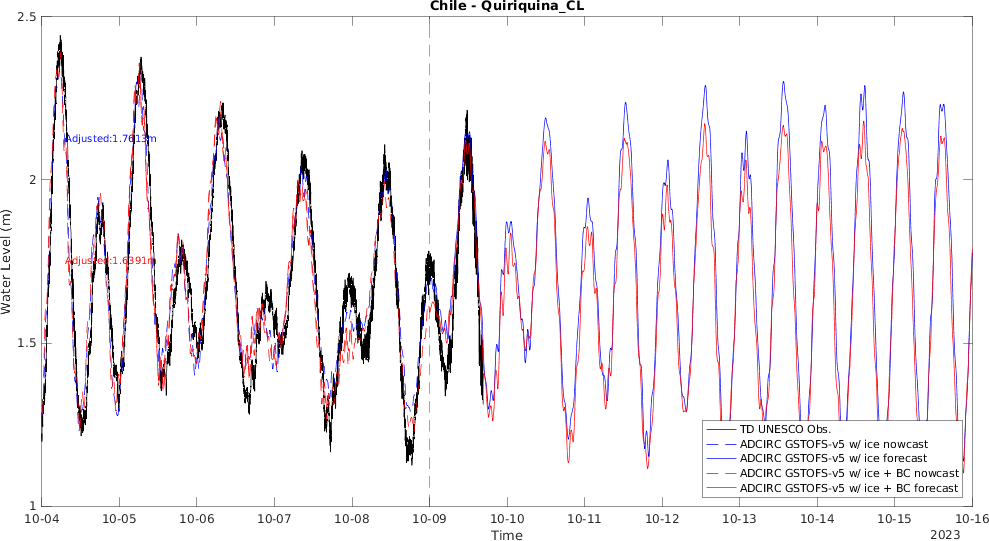 Chile - Quiriquina_CL
2.5
2
1.5
1
Water Level (m)
Adjusted:1.7613m
Adjusted:1.6391m
TD UNESCO Obs.
ADCIRC GSTOFS-v5 w/ ice nowcast
ADCIRC GSTOFS-v5 w/ ice forecast
ADCIRC GSTOFS-v5 w/ ice + BC nowcast
ADCIRC GSTOFS-v5 w/ ice + BC forecast
10-04 10-05 10-06 10-07 10-08 10-09 10-10 10-11 10-12 10-13 10-14 10-15 10-16
Time
2023